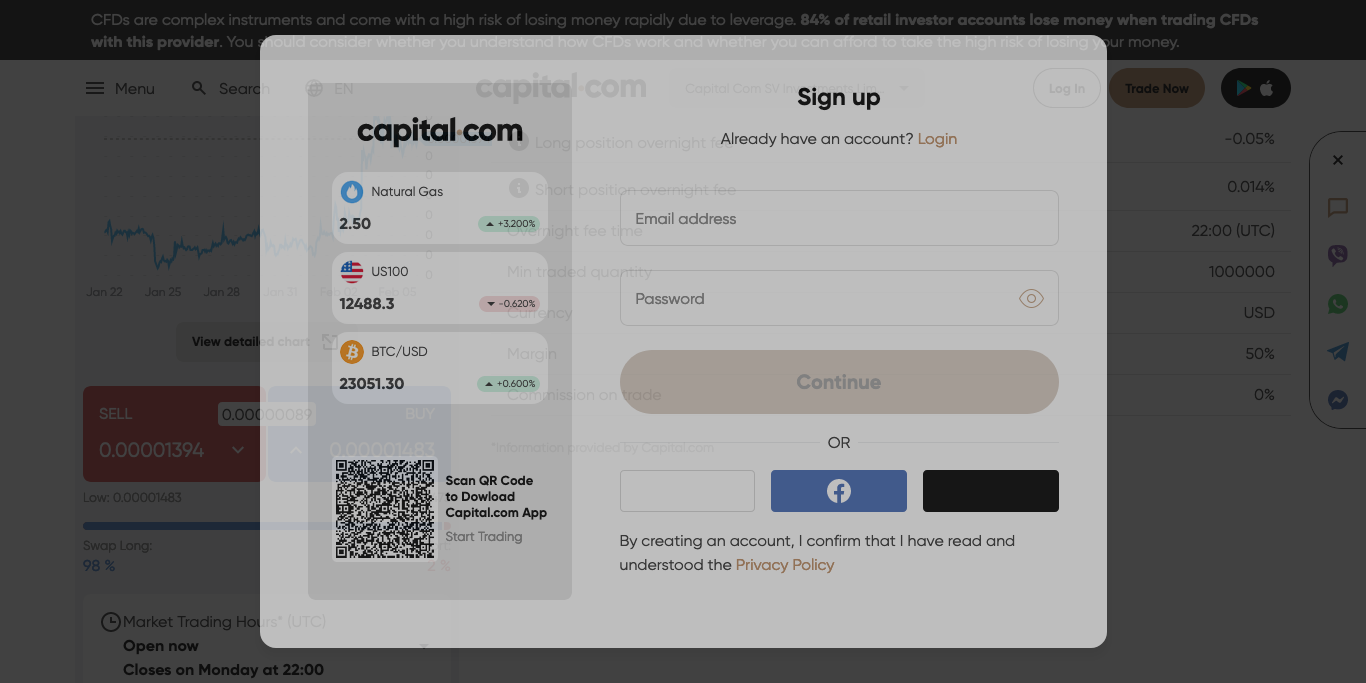 CFDs are complex instruments and come with a high risk of losing money rapidly due to leverage. 84% of retail investor accounts lose money when trading CFDs
with this provider. You should consider whether you understand how CFDs work and whether you can afford to take the high risk of losing your money.
Menu
Search
EN
capital.com
Capital Com SV Investments Lim...
Log In
Trade Now
Jan 22
Jan 25
Jan 28
Jan 31
Feb 05
0
0
0
0
0
0
View detailed chart
SELL
0.00001394
0.00000089
BUY
0.00001483
Low: 0.00001483
Swap Long:
98 %
2 %
Market Trading Hours* (UTC)
Open now
Closes on Monday at 22:00
Long position overnight fee
-0.05%
Short position overnight fee
0.014%
Overnight fee time
22:00 (UTC)
Min traded quantity
1000000
Currency
USD
Margin
50%
Commission on trade
0%
*Information provided by Capital.com
capital.com
Natural Gas
2.50
+3,200%
US100
12488.3
-0.620%
BTC/USD
23051.30
+0.600%
Scan QR Code
to Dowload
Capital.com App
Start Trading
Sign up
Already have an account? Login
Email address
Password
Continue
OR
By creating an account, I confirm that I have read and
understood the Privacy Policy